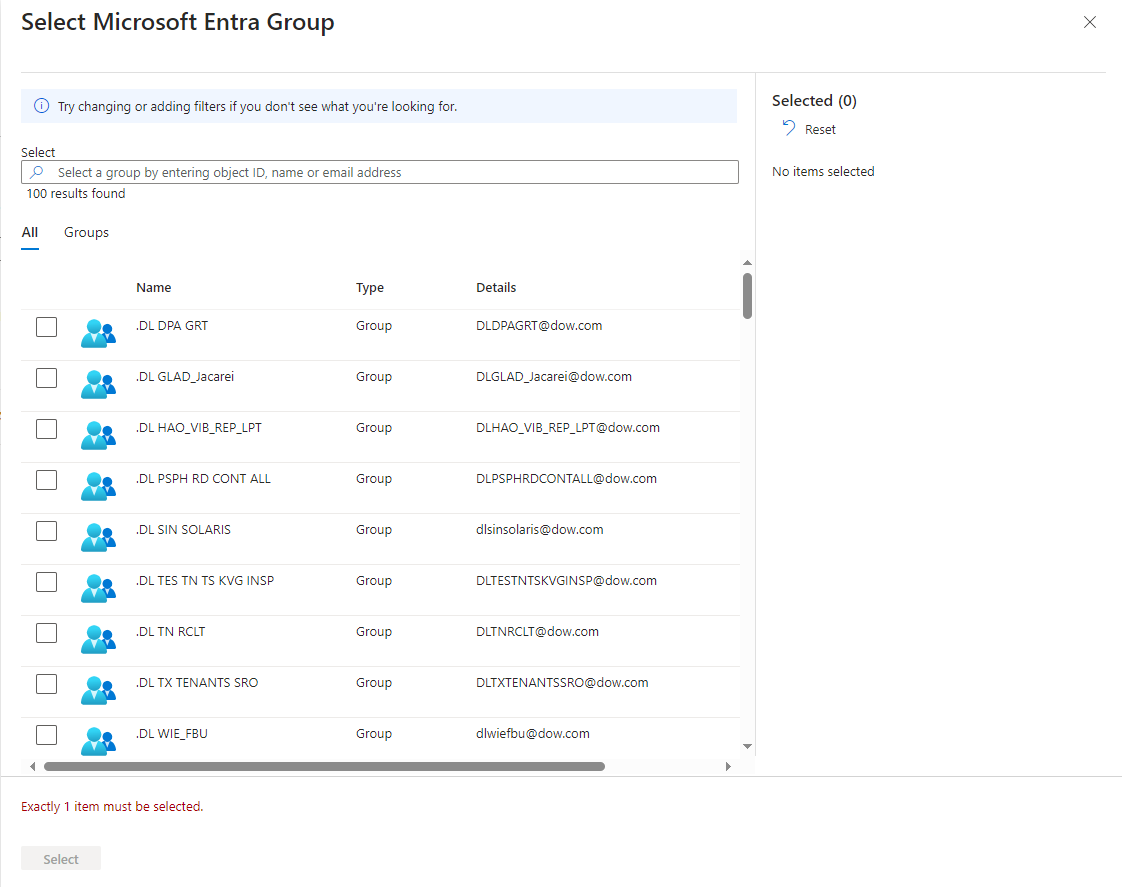 Select Microsoft Entra Group
Try changing or adding filters if you don't see what you're looking for.
Select
Select a group by entering object ID, name or email address
100 results found
All Groups
Name Type Details
.DL DPA GRT Group DLDPAGRT@dow.com
.DL GLAD_Jacarei Group DLGLAD_Jacarei@dow.com
.DL HAO_VIB_REP_LPT Group DLHAO_VIB_REP_LPT@dow.com
.DL PSPH RD CONT ALL Group DLPSPHRDCONTALL@dow.com
.DL SIN SOLARIS Group dlsinsolaris@dow.com
.DL TES TN TS KVG INSP Group DLTESTNTSKVGINSP@dow.com
.DL TN RCLT Group DLTNRCLT@dow.com
.DL TX TENANTS SRO Group DLTXTENANTSSRO@dow.com
.DL WIE_FBU Group dlwiefbu@dow.com
Selected (0)
Reset
No items selected
Exactly 1 item must be selected.
Select